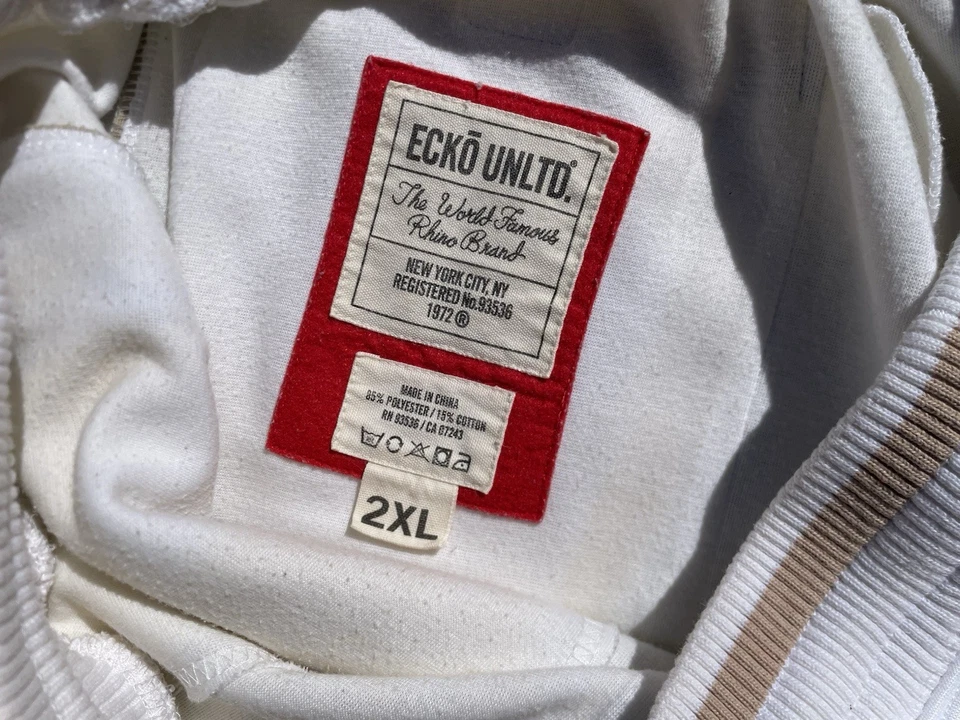 ECKŌ UNLTD.®
The World Famous
Rhino Brand
NEW YORK CITY, NY
REGISTERED No.93536
1972 ®
MADE IN CHINA
85% POLYESTER / 15% COTTON
RN 93536 / CA 07243
2XL